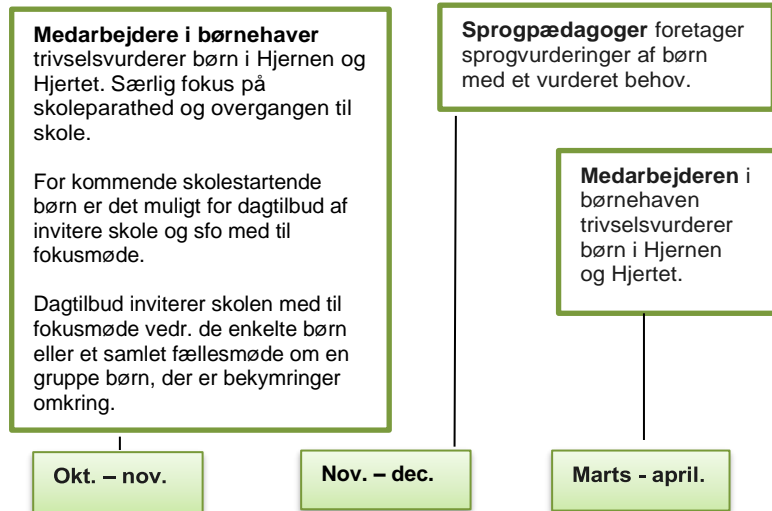 Medarbejdere i børnehaver
trivselsvurderer børn i Hjernen og
Hjertet. Særlig fokus på
skoleparathed og overgangen til
skole.
For kommende skolestartende
børn er det muligt for dagtilbud af
invitere skole og sfo med til
fokusmøde.
Dagtilbud inviterer skolen med til
fokusmøde vedr. de enkelte børn
eller et samlet fællesmøde om en
gruppe børn, der er bekymringer
omkring.
Okt. – nov.
Sprogpædagoger foretager
sprogvurderinger af børn
med et vurderet behov.
Nov. – dec.
Medarbejderen i
børnehaven
trivselsvurderer
børn i Hjernen
og Hjertet.
Marts - april.